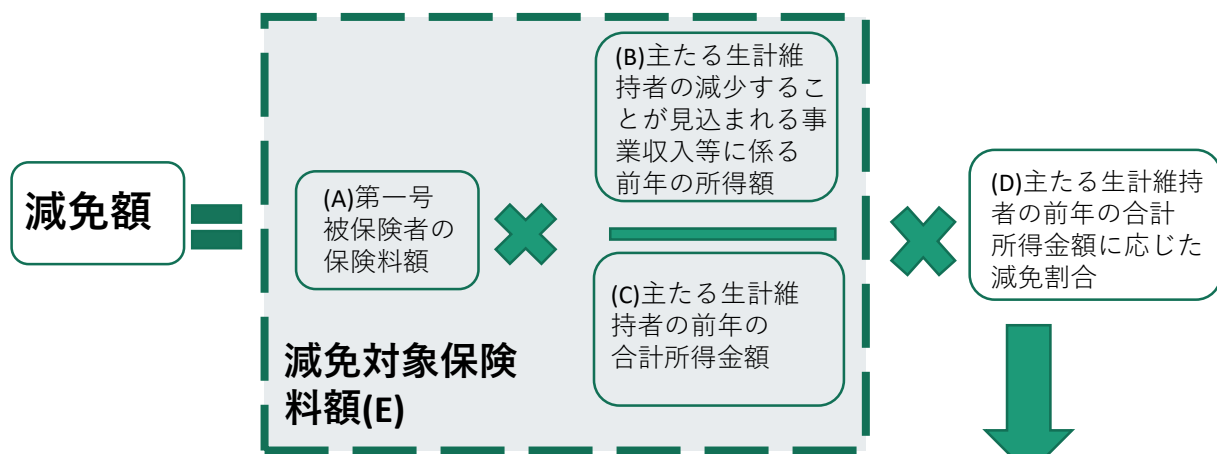 減免額
(A)第一号
被保険者の
保険料額
(B)主たる生計維
持者の減少するこ
とが見込まれる事
業収入等に係る
前年の所得額
(C)主たる生計維
持者の前年の
合計所得金額
減免対象保険
料額(E)
(D)主たる生計維持
者の前年の合計
所得金額に応じた
減免割合